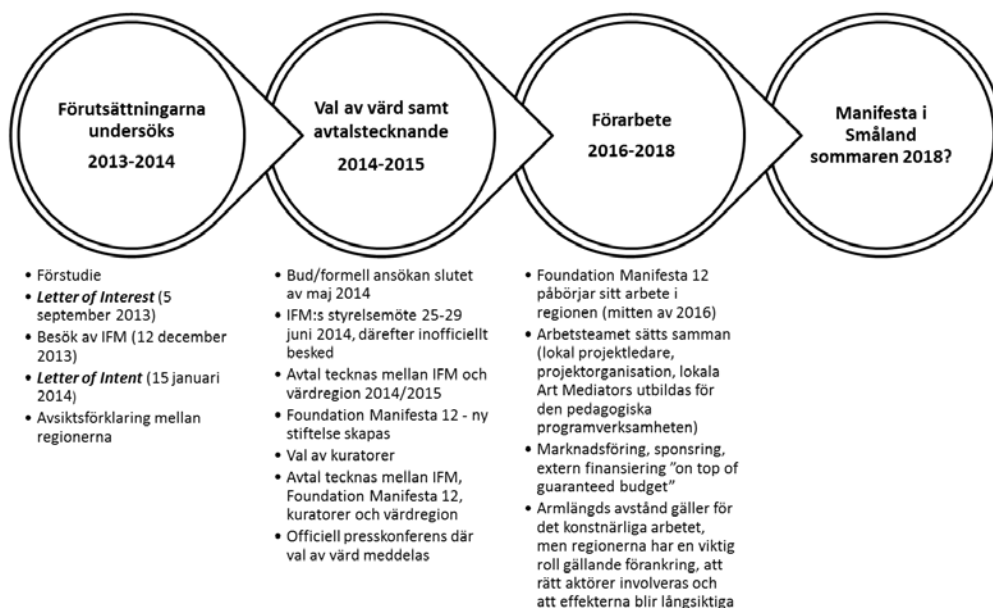 Förutsättningarna
undersöks
2013-2014
Val av värd samt
avtalstecknande
2014-2015
Förarbete
2016-2018
Manifesta i
Småland
sommaren 2018?
• Förstudie
• Letter of Interest (5
september 2013)
• Besök av IFM (12 december
2013)
• Letter of Intent (15 januari
2014)
• Avsiktsförklaring mellan
regionerna
• Bud/formell ansökan slutet
av maj 2014
• IFM:s styrelsemöte 25-29
juni 2014, därefter inofficiellt
besked
• Avtal tecknas mellan IFM och
värdregion 2014/2015
• Foundation Manifesta 12 - ny
stiftelse skapas
• Val av kuratorer
• Avtal tecknas mellan IFM,
Foundation Manifesta 12,
kuratorer och värdregion
• Officiell presskonferens där
val av värd meddelas
• Foundation Manifesta 12
påbörjar sitt arbete i
regionen (mitten av 2016)
• Arbetsteamet sätts samman
(lokal projektledare,
projektorganisation, lokala
Art Mediators utbildas för
den pedagogiska
programverksamheten)
• Marknadsföring, sponsring,
extern finansiering ”on top of
guaranteed budget”
• Armlängds avstånd gäller för
det konstnärliga arbetet,
men regionerna har en viktig
roll gällande förankring, att
rätt aktörer involveras och
att effekterna blir långsiktiga